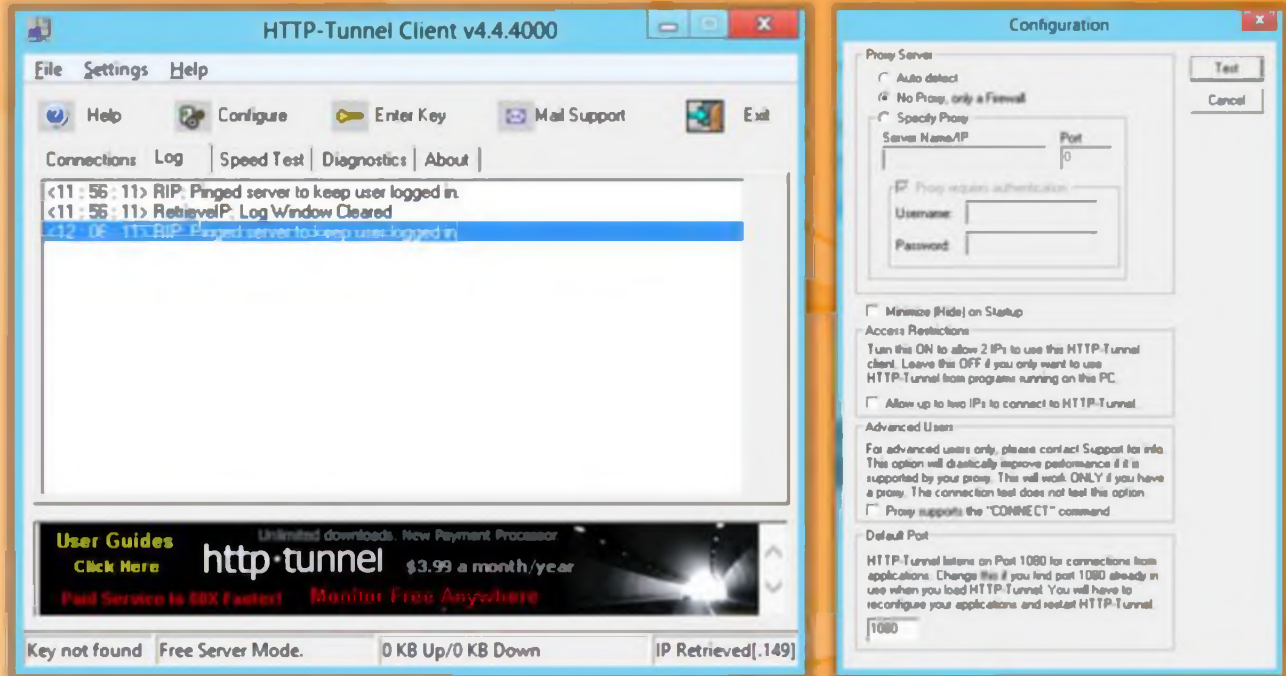 HTTP-Tunnel Client v4.4.4000
File Settings Help
Help Configure Enter Key Mail Support Exit
Connections Log Speed Test Diagnostics About
<11 : 56 : 11> RIP: Pinged server to keep user logged in.
<11 : 56 : 11> RetrieveIP: Log Window Cleared
<12 : 06 : 11> RIP: Pinged server to keep user logged in.
User Guides
Click Here
Unlimited downloads. New Payment Processor
http·tunnel
$3.99 a month/year
Paid Service is 80X Faster! Monitor Free Anywhere
Key not found Free Server Mode. 0 KB Up/0 KB Down IP Retrieved[.149]
Configuration
Proxy Server
Auto detect
No Proxy, only a Firewall
Specify Proxy
Server Name/IP Port
0
Proxy requires authentication
Username:
Password:
Test
Cancel
Minimize (Hide) on Startup
Access Restrictions
Turn this ON to allow 2 IPs to use this HTTP-Tunnel
client. Leave this OFF if you only want to use
HTTP-Tunnel from programs running on this PC.
Allow up to two IPs to connect to HTTP-Tunnel
Advanced Users
For advanced users only, please contact Support for info.
This option will drastically improve performance if it is
supported by your proxy. This will work ONLY if you have
a proxy. The connection test does not test this option.
Proxy supports the "CONNECT" command
Default Port
HTTP-Tunnel listens on Port 1080 for connections from
applications. Change this if you find port 1080 already in
use when you load HTTP-Tunnel. You will have to
reconfigure your applications and restart HTTP-Tunnel.
1080